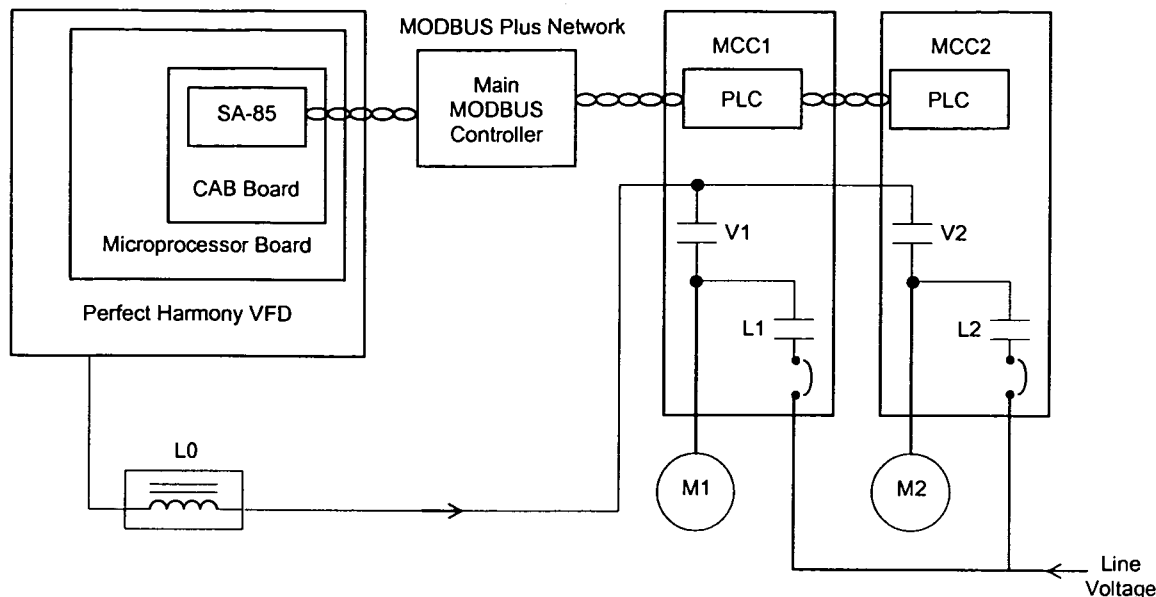 MODBUS Plus Network
MCC1
MCC2
SA-85
Main
MODBUS
Controller
PLC
PLC
CAB Board
Microprocessor Board
Perfect Harmony VFD
V1
V2
L1
L2
L0
M1
M2
Line
Voltage